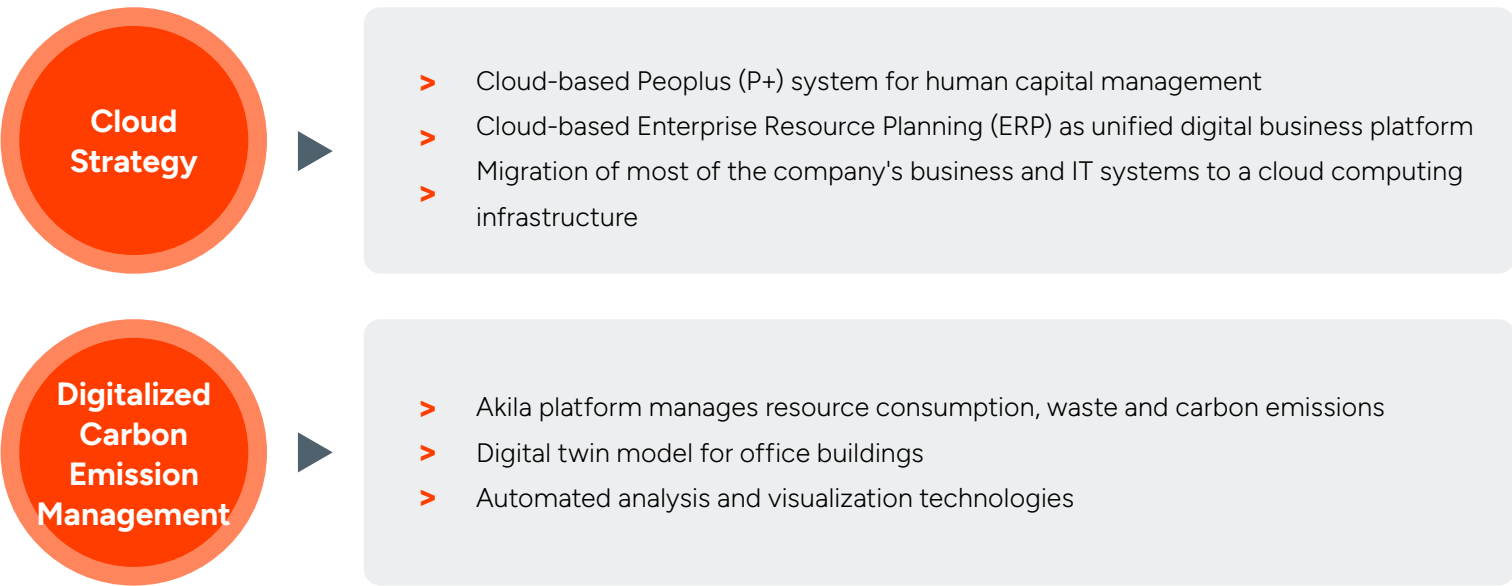 Cloud
Strategy
> Cloud-based Peoplus (P+) system for human capital management
> Cloud-based Enterprise Resource Planning (ERP) as unified digital business platform
> Migration of most of the company's business and IT systems to a cloud computing
infrastructure
Digitalized
Carbon
Emission
Management
> Akila platform manages resource consumption, waste and carbon emissions
> Digital twin model for office buildings
> Automated analysis and visualization technologies